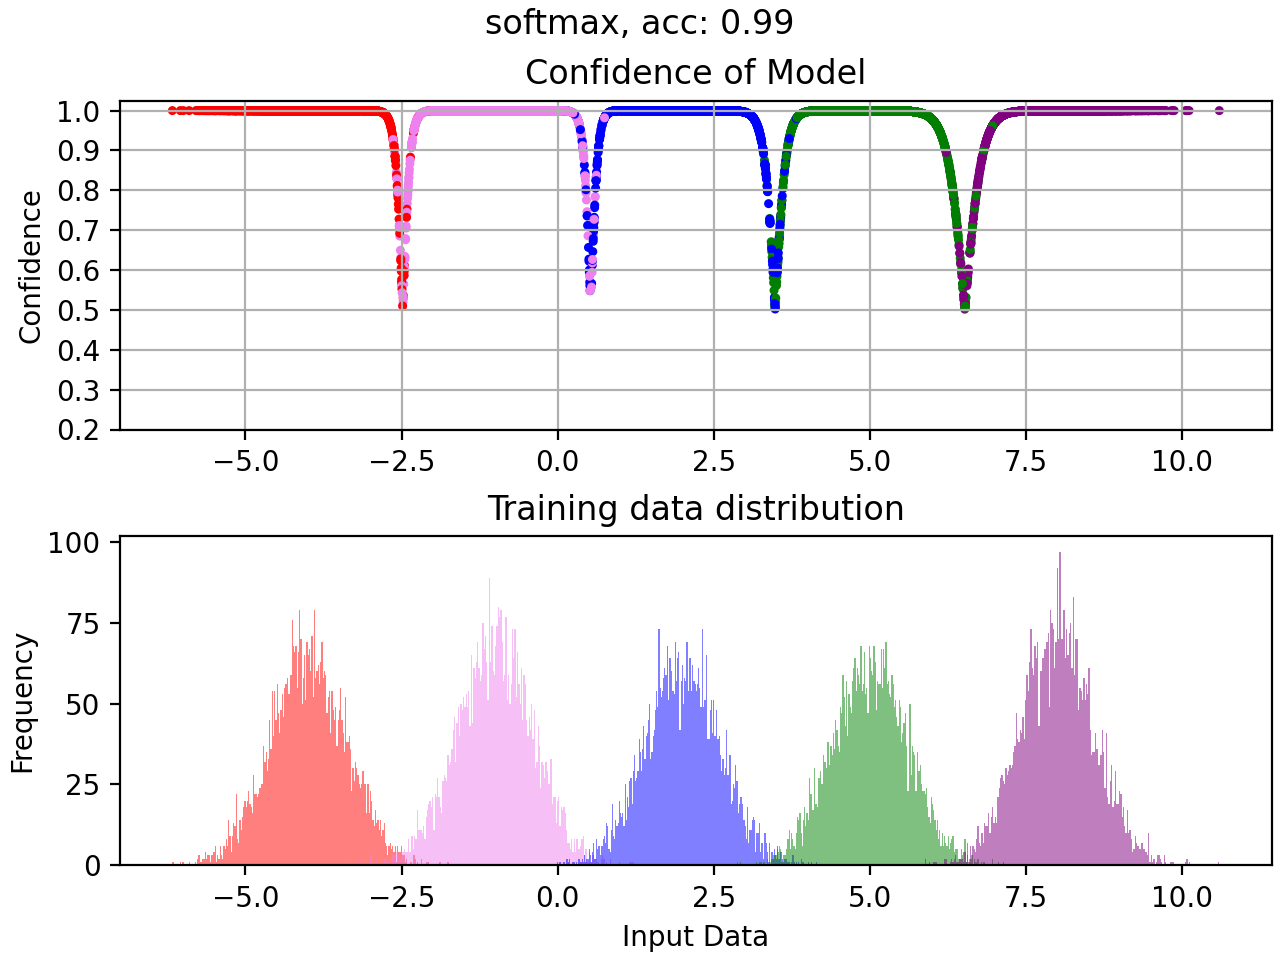 softmax, acc: 0.99
Confidence of Model
Confidence
1.0
0.9
0.8
0.7
0.6
0.5
0.4
0.3
0.2
−5.0 −2.5 0.0 2.5 5.0 7.5 10.0
Training data distribution
Frequency
100
75
50
25
0
−5.0 −2.5 0.0 2.5 5.0 7.5 10.0
Input Data